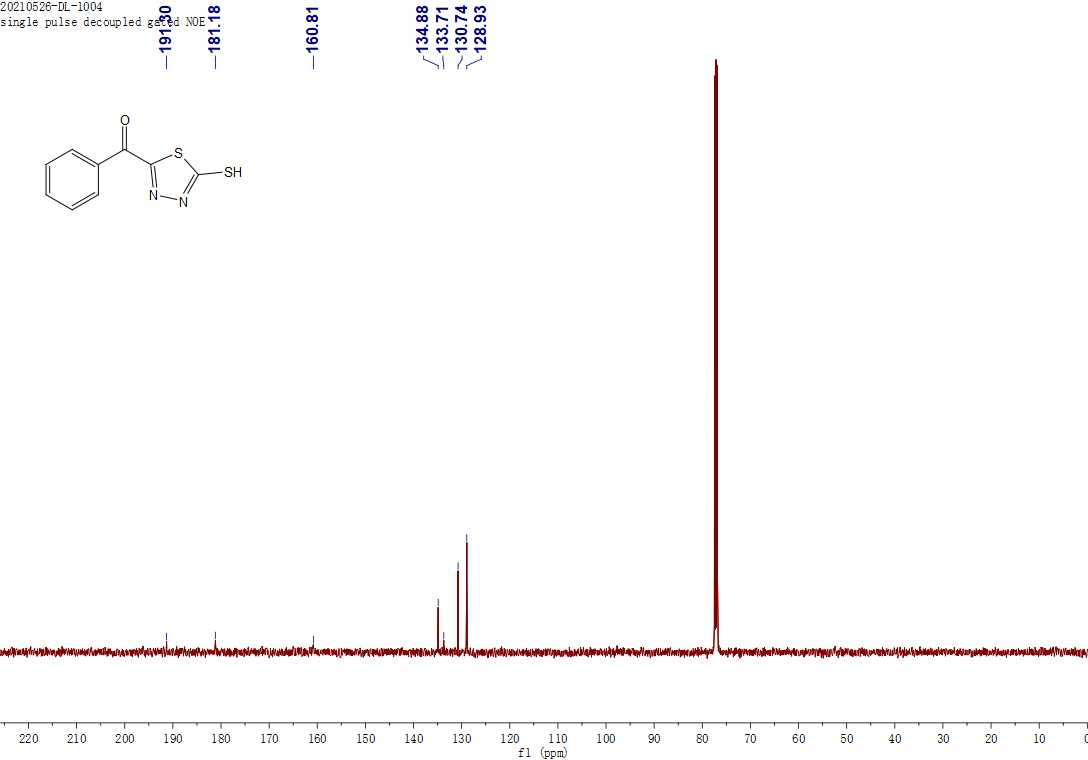 20210526-DL-1004
single pulse decoupled gated NOE
191.30
181.18
160.81
134.88
133.71
130.74
128.93
O
S
SH
N
N
220 210 200 190 180 170 160 150 140 130 120 110 100 90 80 70 60 50 40 30 20 10 0
f1 (ppm)